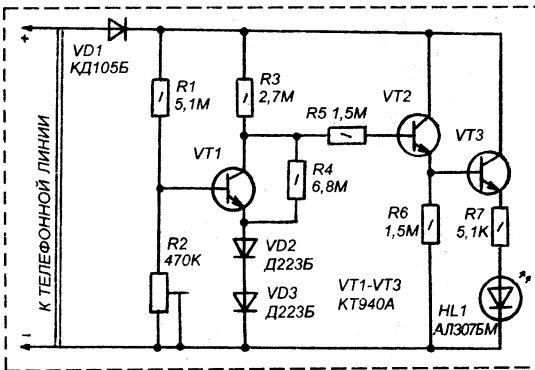 +
VD1
КД105Б
R1
5,1М
R3
2,7М
VT1
R4
6,8М
R5 1,5М
VT2
VT3
R6
1,5М
R7
5,1К
R2
470К
VD2
Д223Б
VD3
Д223Б
VT1-VT3
КТ940А
HL1
АЛ307БМ
К ТЕЛЕФОННОЙ ЛИНИИ
–